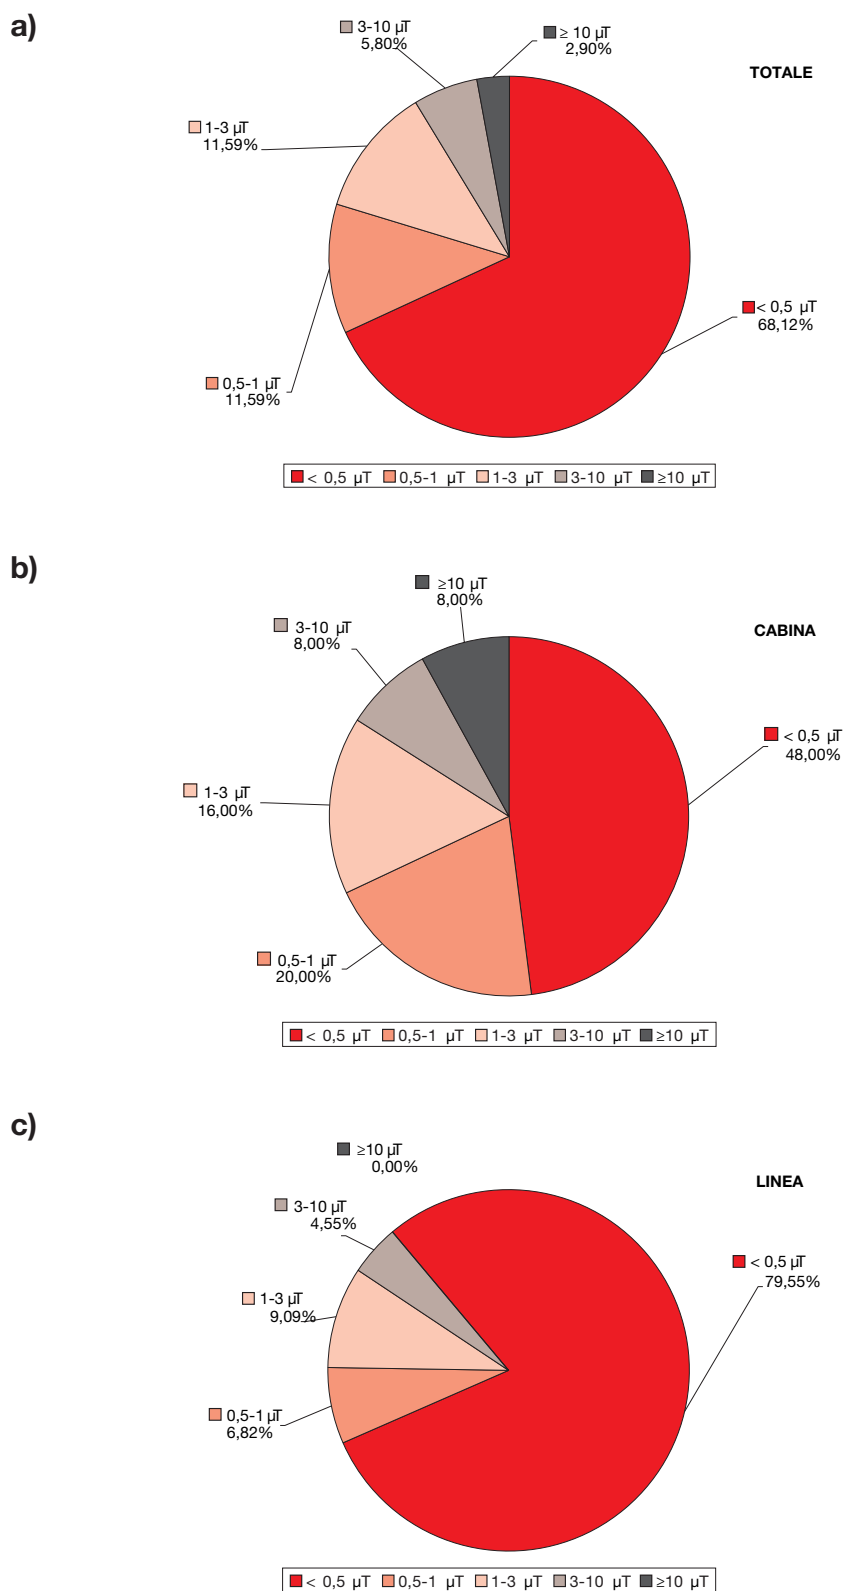 a)
3-10 µT
5,80%
≥ 10 µT
2,90%
TOTALE
1-3 µT
11,59%
< 0,5 µT
68,12%
0,5-1 µT
11,59%
< 0,5 µT 0,5-1 µT 1-3 µT 3-10 µT ≥10 µT
b)
≥10 µT
8,00%
3-10 µT
8,00%
CABINA
< 0,5 µT
48,00%
1-3 µT
16,00%
0,5-1 µT
20,00%
< 0,5 µT 0,5-1 µT 1-3 µT 3-10 µT ≥10 µT
c)
≥10 µT
0,00%
LINEA
3-10 µT
4,55%
< 0,5 µT
79,55%
1-3 µT
9,09%
0,5-1 µT
6,82%
< 0,5 µT 0,5-1 µT 1-3 µT 3-10 µT ≥10 µT